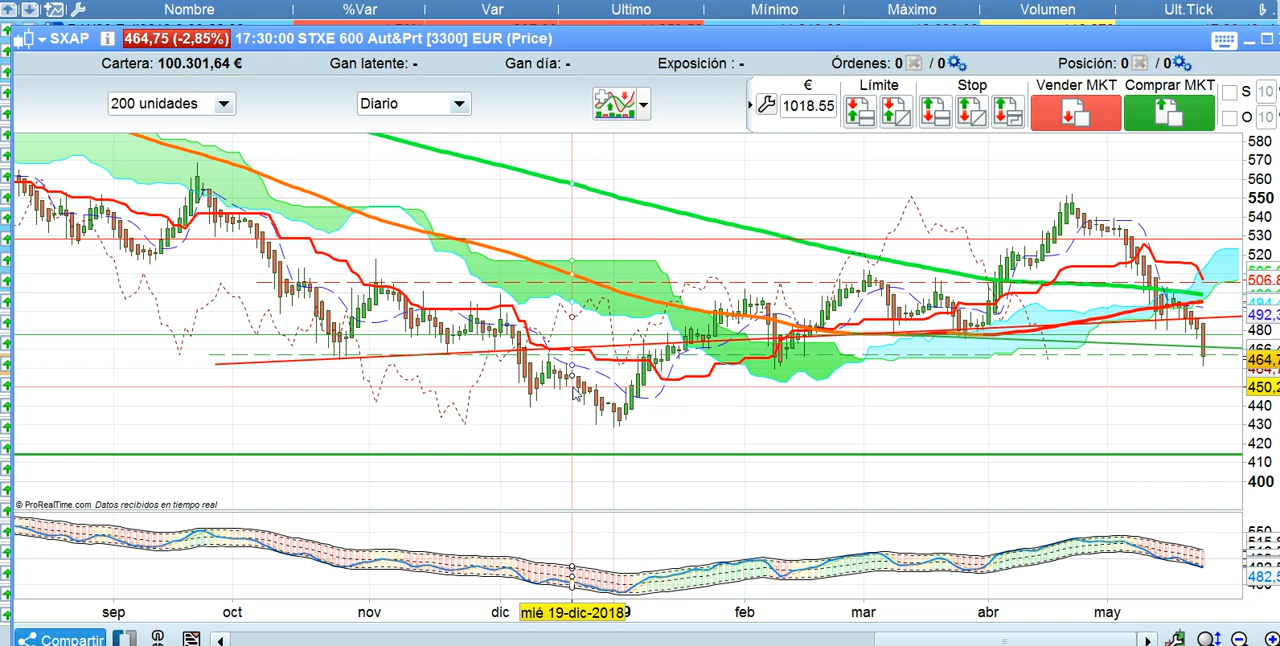 Nombre %Var Var Ultimo Mínimo Máximo Volumen Ult.Tick
SXAP 464,75 (-2,85%) 17:30:00 STXE 600 Aut&Prt [3300] EUR (Price)
Cartera: 100.301,64 € Gan latente: - Gan día: - Exposición : - Órdenes: 0 / 0 Posición: 0 / 0
€ Límite Stop Vender MKT Comprar MKT
200 unidades Diario 1018.55 S 10
O 10
580
570
560
550
540
530
520
506.8
492,3
480
464,7
450,2
430
420
410
400
© ProRealTime.com Datos recibidos en tiempo real
482,5
sep oct nov dic mié 19-dic-2018 feb mar abr may
Compartir